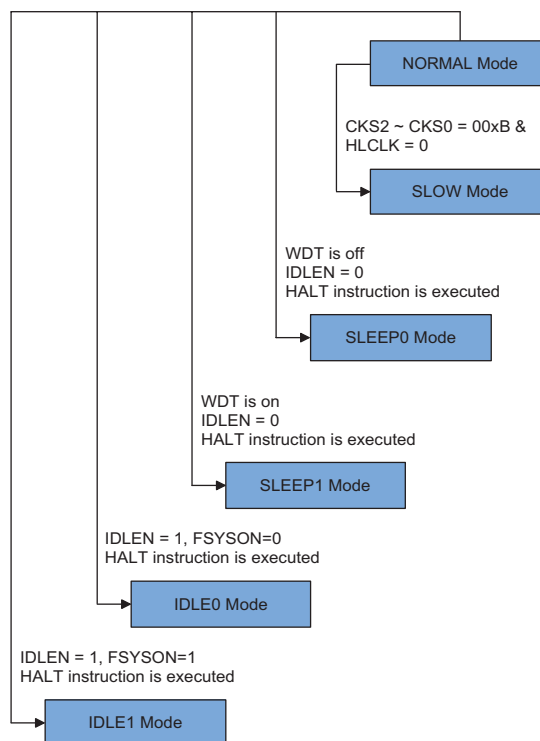 NORMAL Mode
CKS2 ~ CKS0 = 00xB &
HLCLK = 0
SLOW Mode
WDT is off
IDLEN = 0
HALT instruction is executed
SLEEP0 Mode
WDT is on
IDLEN = 0
HALT instruction is executed
SLEEP1 Mode
IDLEN = 1, FSYSON=0
HALT instruction is executed
IDLE0 Mode
IDLEN = 1, FSYSON=1
HALT instruction is executed
IDLE1 Mode